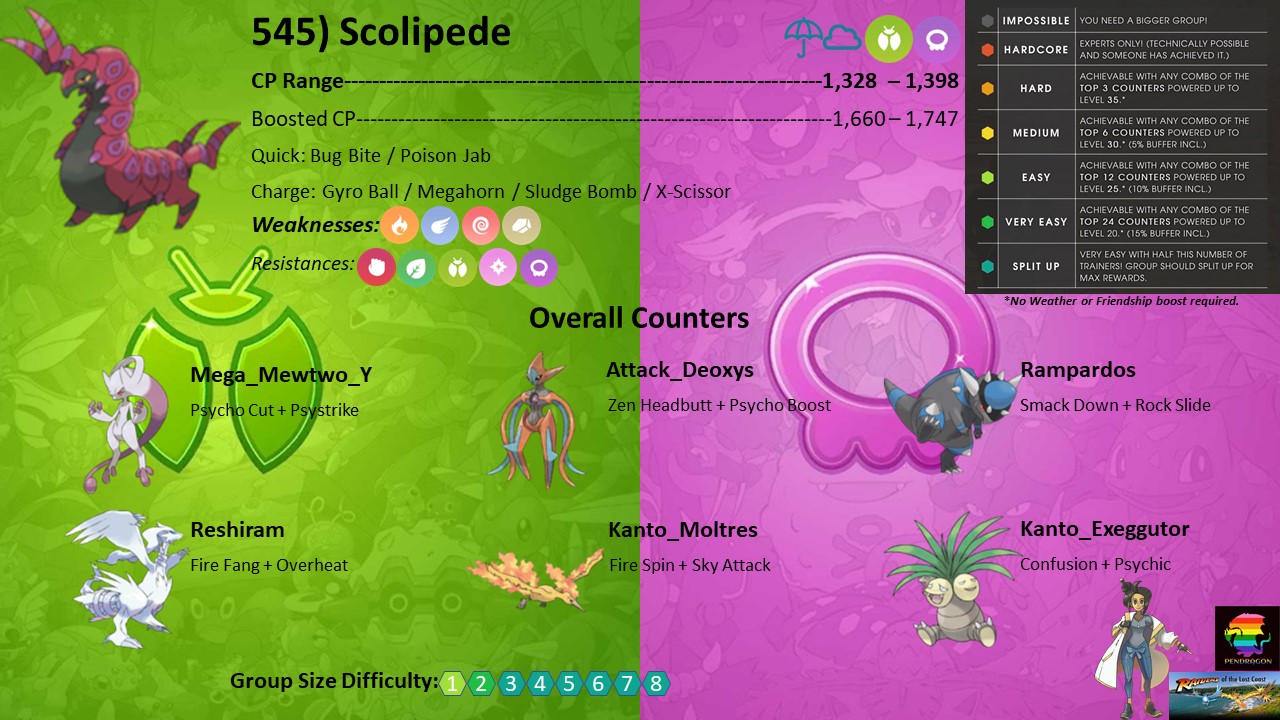 545) Scolipede
CP Range--------------------------------------------------------------------1,328 – 1,398
Boosted CP--------------------------------------------------------------------1,660 – 1,747
Quick: Bug Bite / Poison Jab
Charge: Gyro Ball / Megahorn / Sludge Bomb / X-Scissor
Weaknesses:
Resistances:
IMPOSSIBLE YOU NEED A BIGGER GROUP!
HARDCORE EXPERTS ONLY! (TECHNICALLY POSSIBLE
AND SOMEONE HAS ACHIEVED IT.)
HARD ACHIEVABLE WITH ANY COMBO OF THE
TOP 3 COUNTERS POWERED UP TO
LEVEL 35.*
MEDIUM ACHIEVABLE WITH ANY COMBO OF THE
TOP 6 COUNTERS POWERED UP TO
LEVEL 30.* (5% BUFFER INCL.)
EASY ACHIEVABLE WITH ANY COMBO OF THE
TOP 12 COUNTERS POWERED UP TO
LEVEL 25.* (10% BUFFER INCL.)
VERY EASY ACHIEVABLE WITH ANY COMBO OF THE
TOP 24 COUNTERS POWERED UP TO
LEVEL 20.* (15% BUFFER INCL.)
SPLIT UP VERY EASY WITH HALF THIS NUMBER OF
TRAINERS! GROUP SHOULD SPLIT UP FOR
MAX REWARDS.
*No Weather or Friendship boost required.
Overall Counters
Mega_Mewtwo_Y
Psycho Cut + Psystrike
Attack_Deoxys
Zen Headbutt + Psycho Boost
Rampardos
Smack Down + Rock Slide
Reshiram
Fire Fang + Overheat
Kanto_Moltres
Fire Spin + Sky Attack
Kanto_Exeggutor
Confusion + Psychic
Group Size Difficulty: 1 2 3 4 5 6 7 8
PENDRAGON
RAIDERS of the Lost Coast